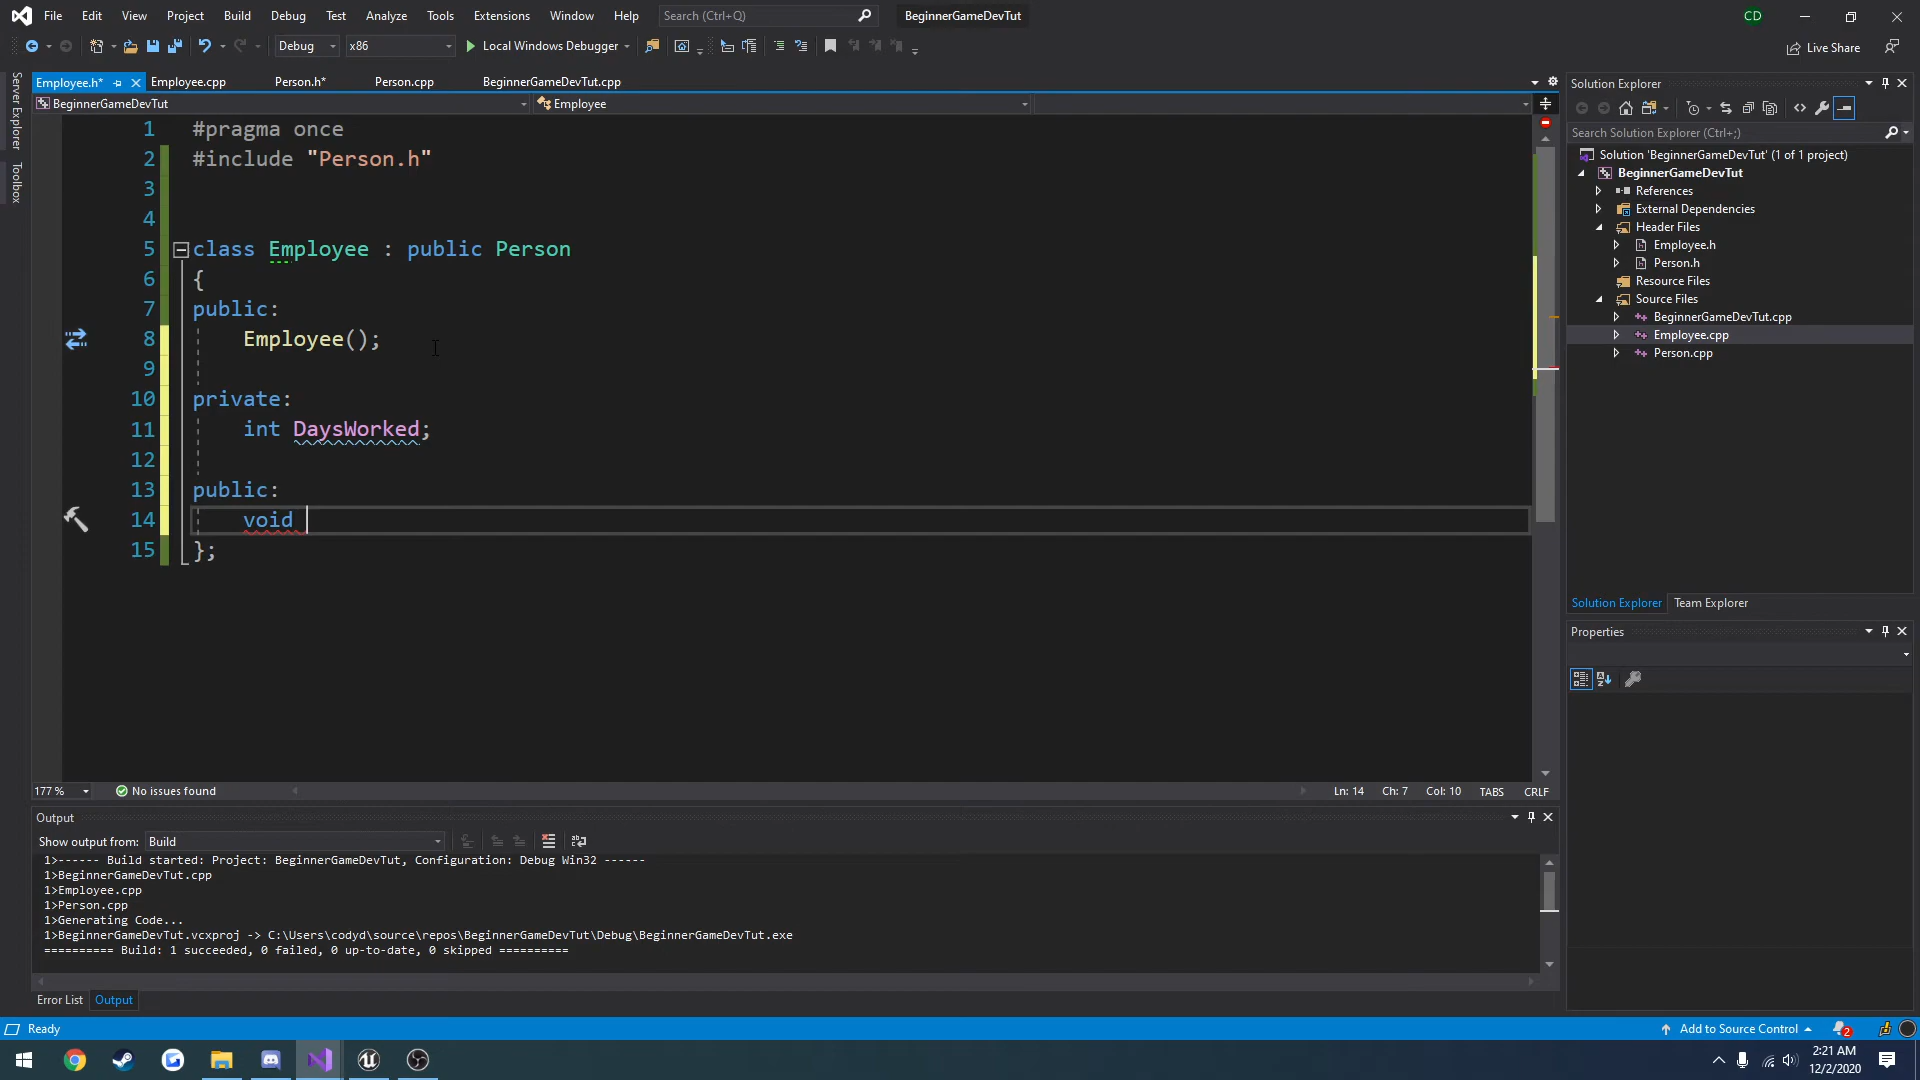 File Edit View Project Build Debug Test Analyze Tools Extensions Window Help Search (Ctrl+Q) BeginnerGameDevTut CD
Debug x86 Local Windows Debugger Live Share
Server Explorer
Toolbox
Employee.h* Employee.cpp Person.h* Person.cpp BeginnerGameDevTut.cpp
BeginnerGameDevTut Employee
1 #pragma once
2 #include "Person.h"
3
4
5 class Employee : public Person
6 {
7 public:
8 Employee();
9
10 private:
11 int DaysWorked;
12
13 public:
14 void
15 };
177 % No issues found Ln: 14 Ch: 7 Col: 10 TABS CRLF
Output
Show output from: Build
1>------ Build started: Project: BeginnerGameDevTut, Configuration: Debug Win32 ------
1>BeginnerGameDevTut.cpp
1>Employee.cpp
1>Person.cpp
1>Generating Code...
1>BeginnerGameDevTut.vcxproj -> C:\Users\codyd\source\repos\BeginnerGameDevTut\Debug\BeginnerGameDevTut.exe
========== Build: 1 succeeded, 0 failed, 0 up-to-date, 0 skipped ==========
Error List Output
Solution Explorer
Search Solution Explorer (Ctrl+;)
Solution 'BeginnerGameDevTut' (1 of 1 project)
BeginnerGameDevTut
References
External Dependencies
Header Files
Employee.h
Person.h
Resource Files
Source Files
BeginnerGameDevTut.cpp
Employee.cpp
Person.cpp
Solution Explorer Team Explorer
Properties
Ready Add to Source Control 2
2:21 AM
12/2/2020